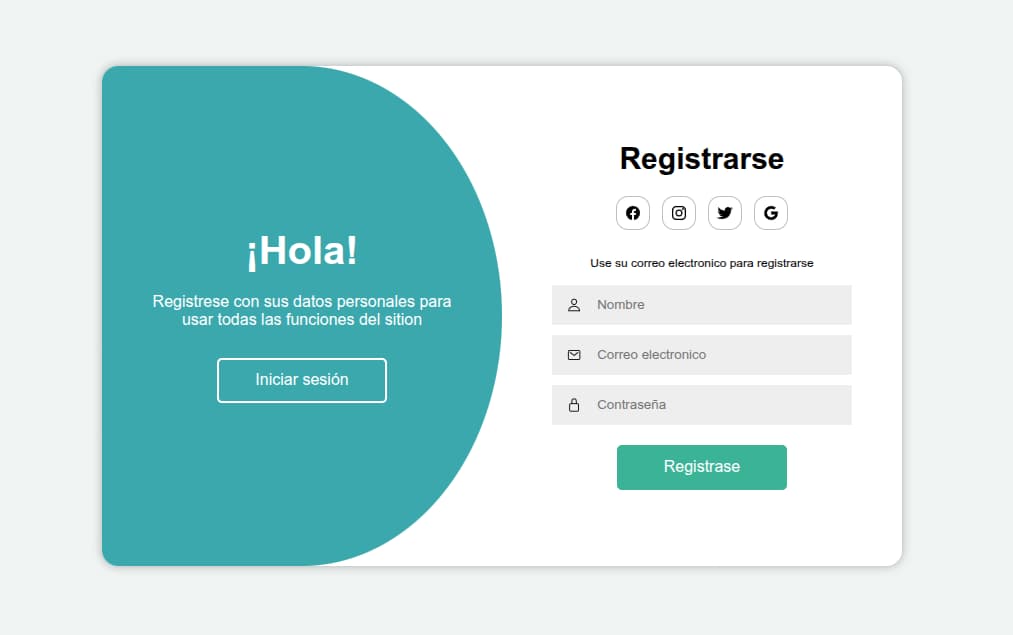 ¡Hola!
Registrese con sus datos personales para
usar todas las funciones del sition
Iniciar sesión
Registrarse
Use su correo electronico para registrarse
Nombre
Correo electronico
Contraseña
Registrase